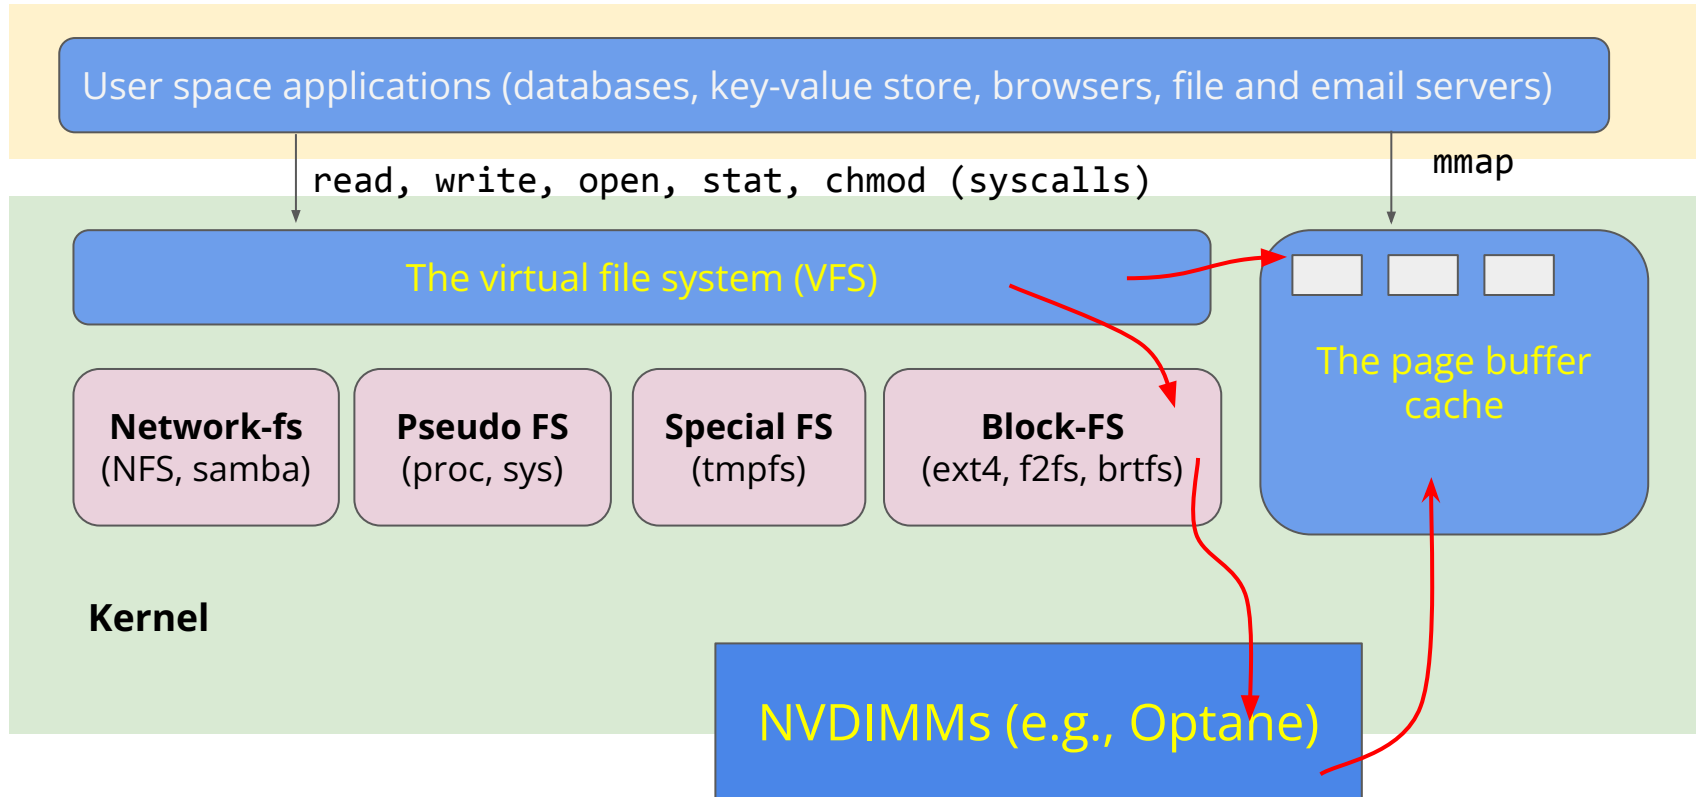 User space applications (databases, key-value store, browsers, file and email servers)
read, write, open, stat, chmod (syscalls)
mmap
The virtual file system (VFS)
The page buffer
cache
Network-fs
(NFS, samba)
Pseudo FS
(proc, sys)
Special FS
(tmpfs)
Block-FS
(ext4, f2fs, brtfs)
Kernel
NVDIMMs (e.g., Optane)